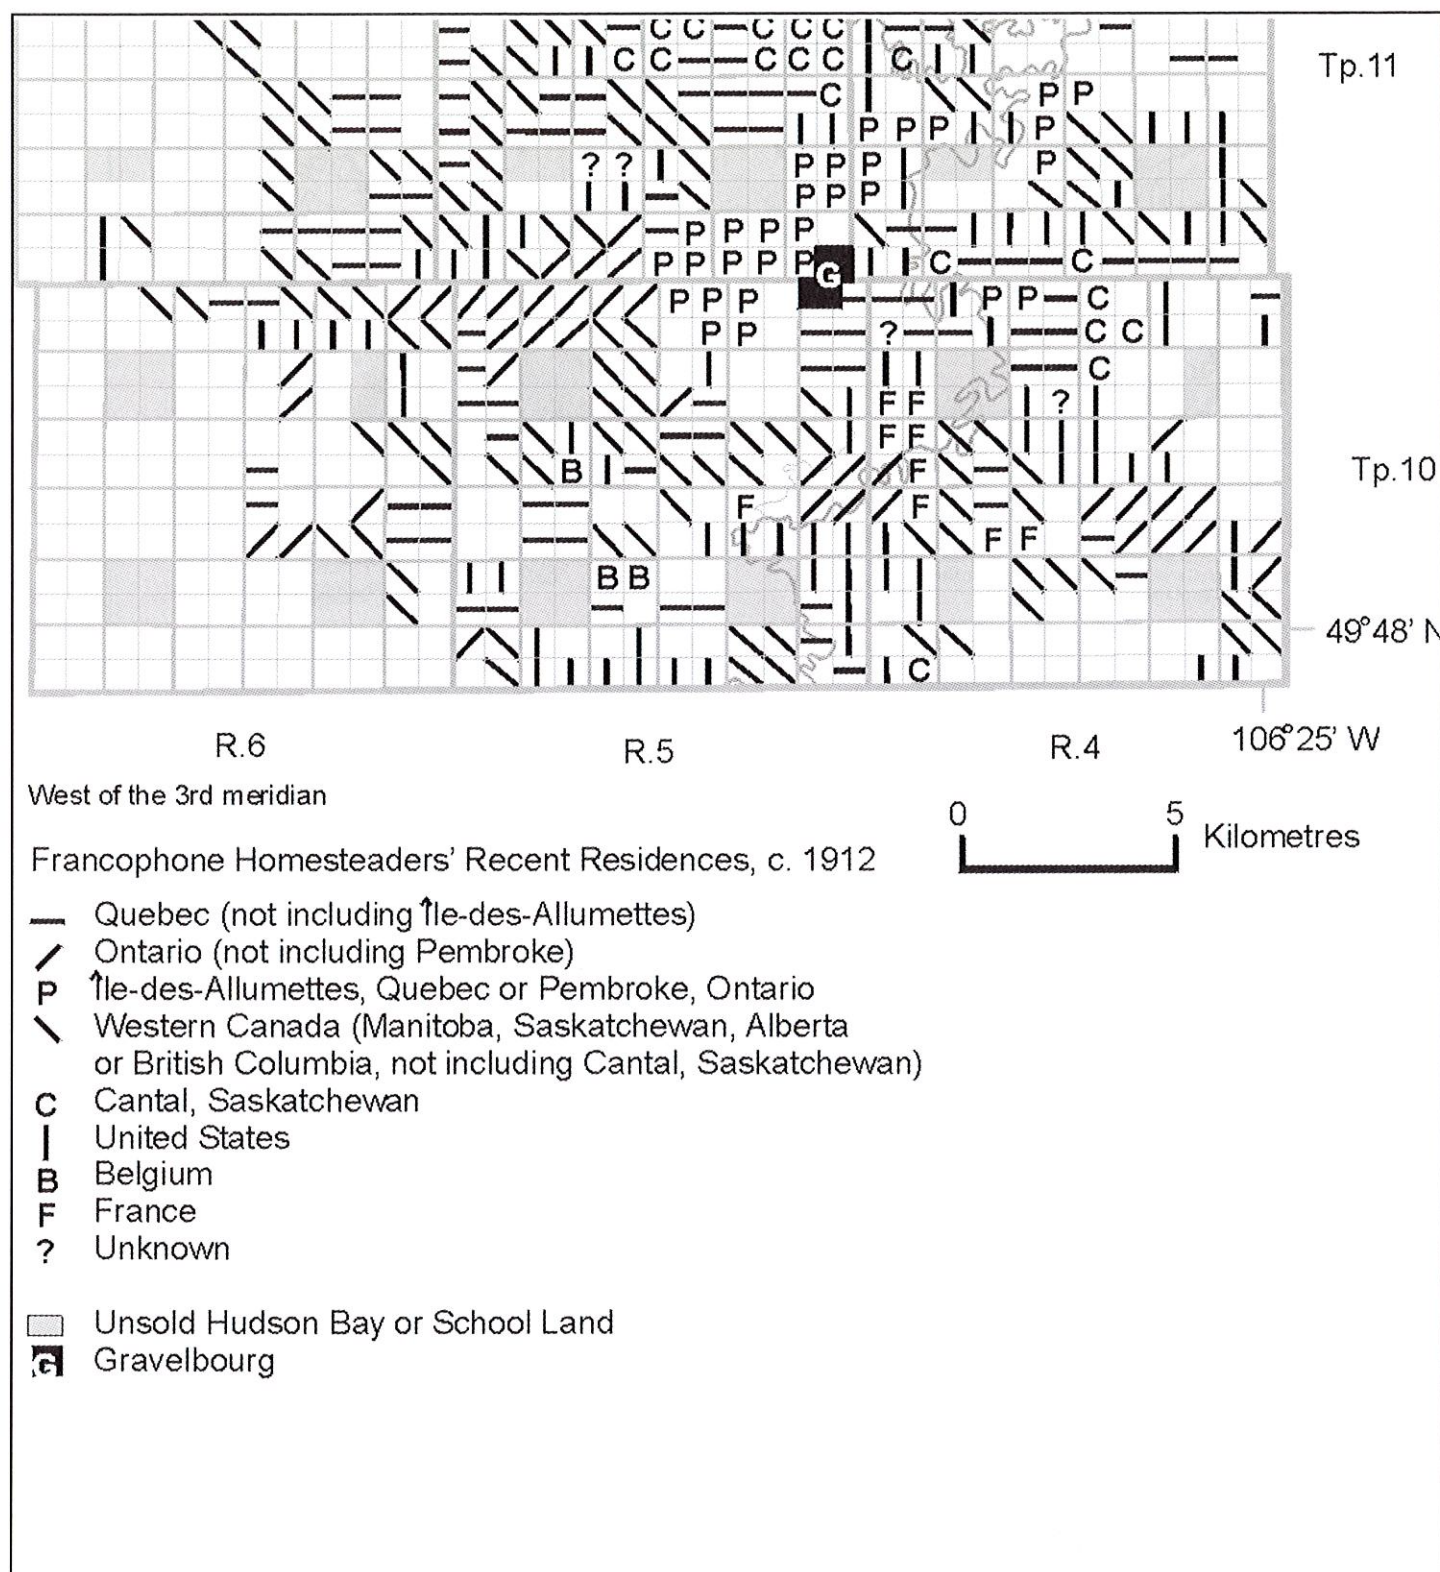 C C C C C
C C C C C C
Tp.11
C P P
P P P P
? ? P P P P
P P P
P P P P
P P P P P G C C
P P P P P C
P P ? C C
C
F F ?
F F
B F
Tp.10
F F
F F
B B
49°48' N
C
R.6 R.5 R.4 106°25' W
West of the 3rd meridian
0 5
Kilometres
Francophone Homesteaders' Recent Residences, c. 1912
Quebec (not including Île-des-Allumettes)
Ontario (not including Pembroke)
P Île-des-Allumettes, Quebec or Pembroke, Ontario
Western Canada (Manitoba, Saskatchewan, Alberta
or British Columbia, not including Cantal, Saskatchewan)
C Cantal, Saskatchewan
United States
B Belgium
F France
? Unknown
Unsold Hudson Bay or School Land
G Gravelbourg